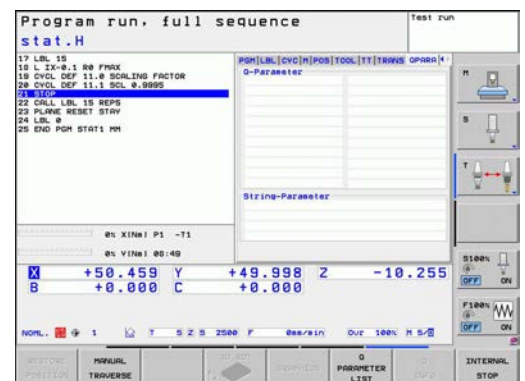 Program run, full sequence
Test run
stat.H
17 LBL 15
18 L IX-0.1 R0 FMAX
19 CYCL DEF 11.0 SCALING FACTOR
20 CYCL DEF 11.1 SCL 0.9995
21 STOP
22 CALL LBL 15 REP5
23 PLANE RESET STAY
24 LBL 0
25 END PGM STAT1 MM
PGM LBL CYC M POS TOOL TT TRANS QPARA
Q-Parameter
String-Parameter
M
S
T
0% X[Nm] P1 -T1
0% Y[Nm] 08:49
X +50.459 Y +49.998 Z -10.255
B +0.000 C +0.000
S100%
OFF ON
F100%
OFF ON
NOML. 1 T 5 Z S 2500 F 0mm/min Ovr 100% M 5/8
RESTORE POSITION
MANUAL TRAVERSE
3D ROT
Q PARAMETER LIST
INTERNAL STOP